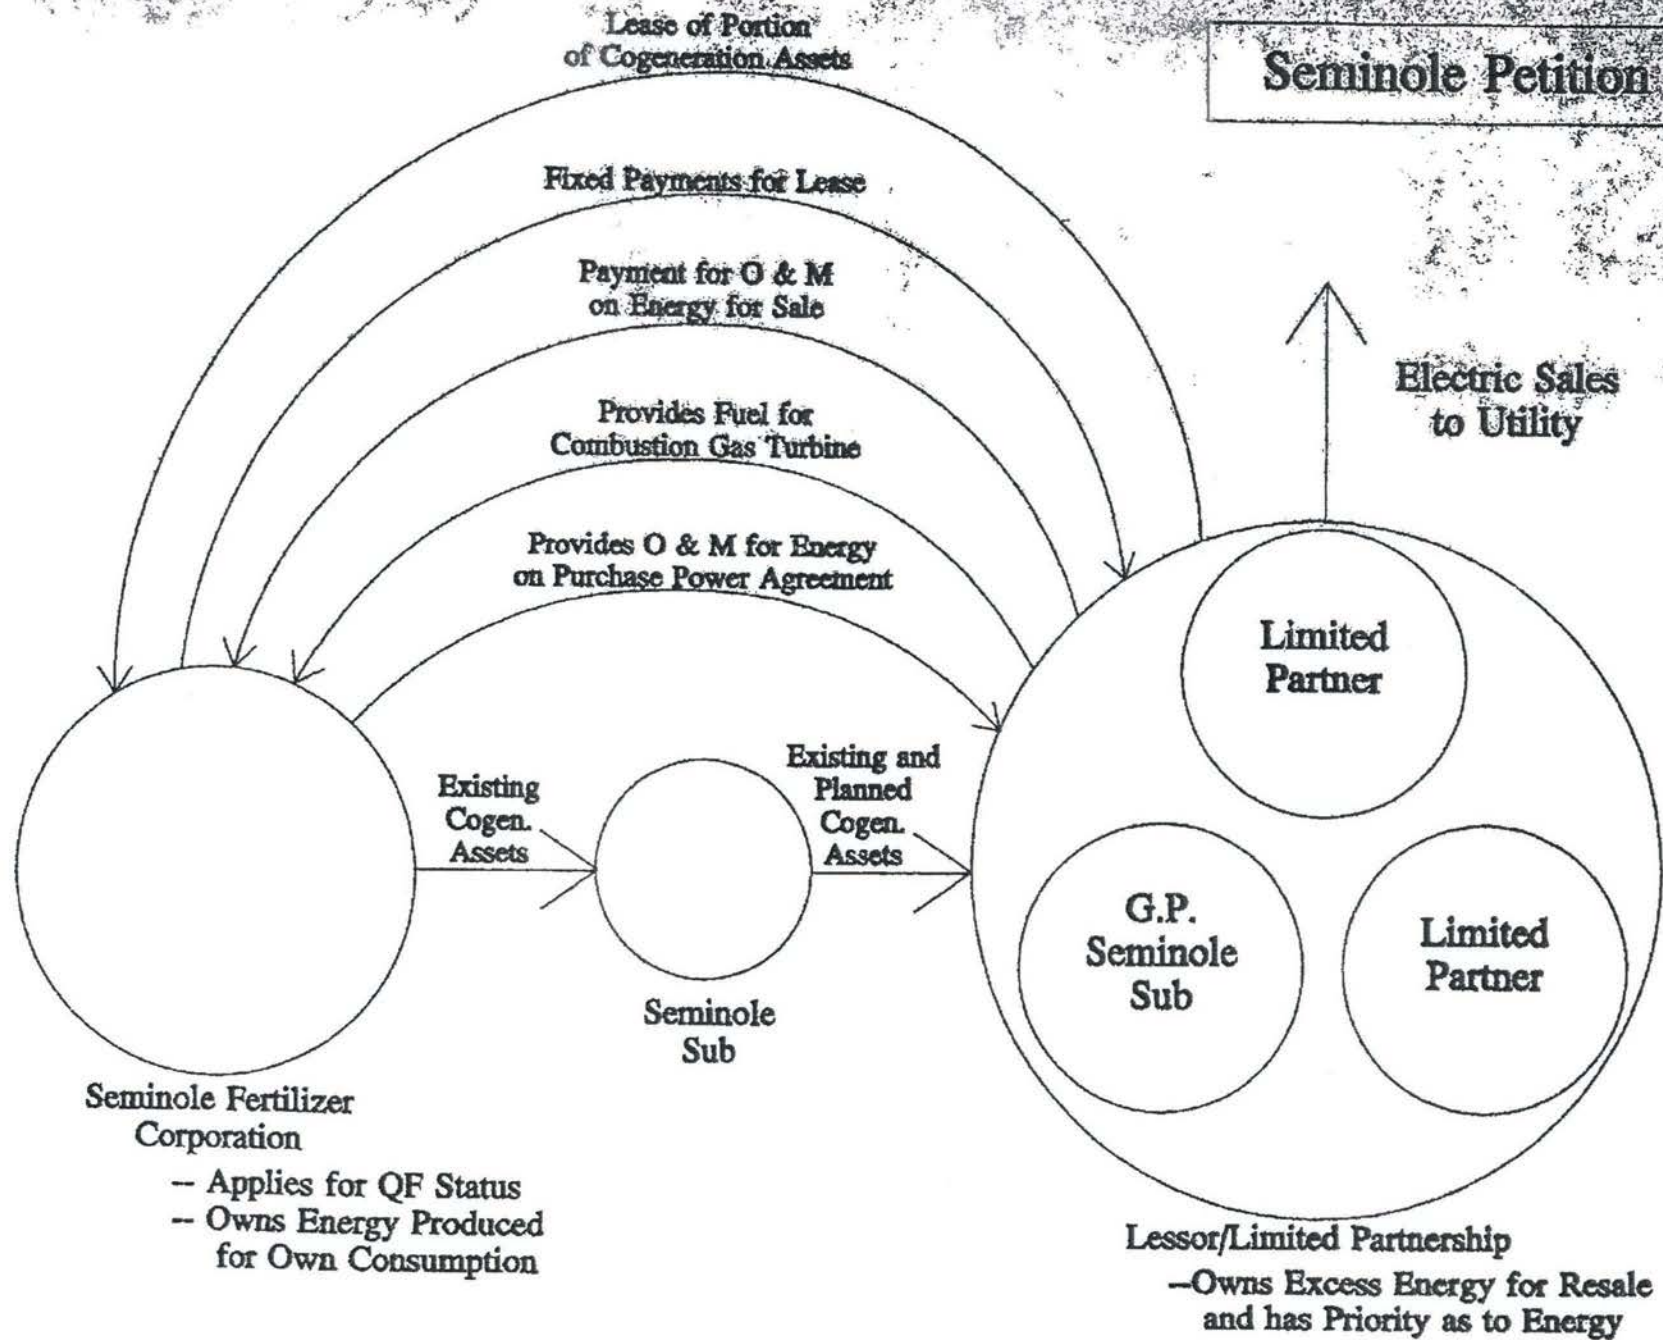 Lease of Portion
of Cogeneration Assets
Seminole Petition
Fixed Payments for Lease
Payment for O & M
on Energy for Sale
Electric Sales
to Utility
Provides Fuel for
Combustion Gas Turbine
Provides O & M for Energy
on Purchase Power Agreement
Limited
Partner
Existing
Cogen.
Assets
Existing and
Planned
Cogen.
Assets
G.P.
Seminole
Sub
Limited
Partner
Seminole
Sub
Seminole Fertilizer
Corporation
-- Applies for QF Status
-- Owns Energy Produced
for Own Consumption
Lessor/Limited Partnership
--Owns Excess Energy for Resale
and has Priority as to Energy